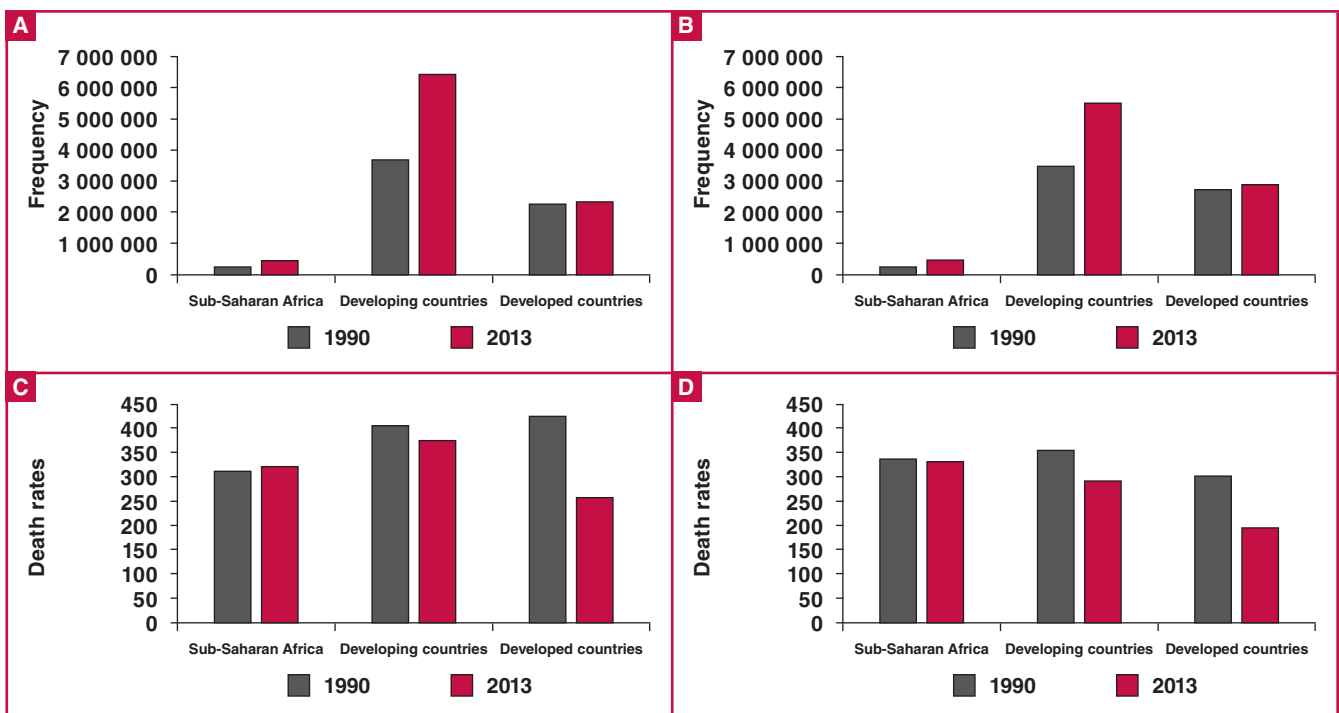 A
Frequency
7 000 000
6 000 000
5 000 000
4 000 000
3 000 000
2 000 000
1 000 000
0
Sub-Saharan Africa Developing countries Developed countries
1990 2013
B
Frequency
7 000 000
6 000 000
5 000 000
4 000 000
3 000 000
2 000 000
1 000 000
0
Sub-Saharan Africa Developing countries Developed countries
1990 2013
C
Death rates
450
400
350
300
250
200
150
100
50
0
Sub-Saharan Africa Developing countries Developed countries
1990 2013
D
Death rates
450
400
350
300
250
200
150
100
50
0
Sub-Saharan Africa Developing countries Developed countries
1990 2013